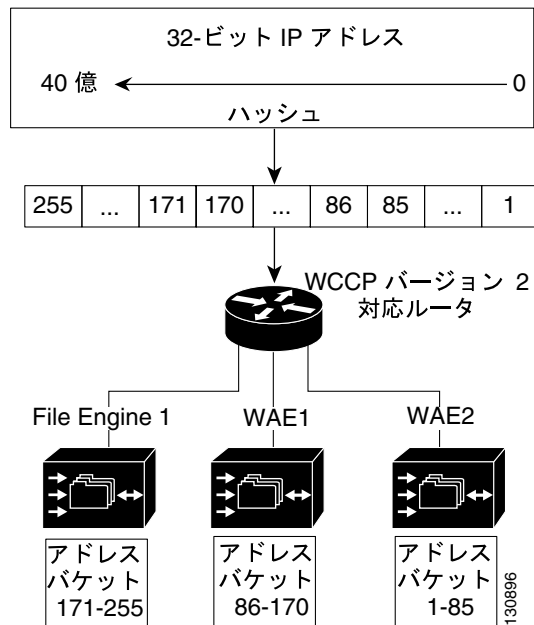 32-ビット IP アドレス
40 億
0
ハッシュ
255 ... 171 170 ... 86 85 ... 1
WCCP バージョン 2
対応ルータ
File Engine 1
WAE1
WAE2
アドレス
バケット
171-255
アドレス
バケット
86-170
アドレス
バケット
1-85
130896